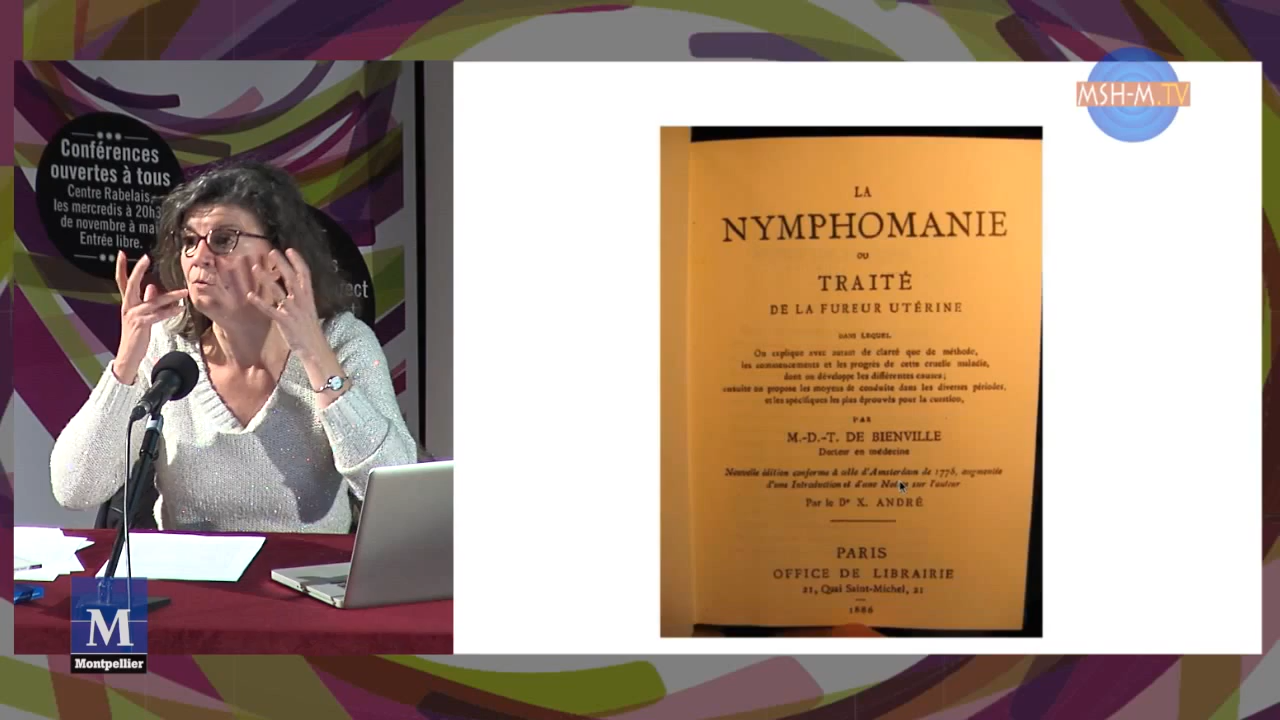 MSH-M.TV
Conférences
ouvertes à tous
Centre Rabelais
les mercredis à 20h3
de novembre à mai
Entrée libre.
rect
LA
NYMPHOMANIE
OU
TRAITÉ
DE LA FUREUR UTÉRINE
DANS LEQUEL
On explique avec autant de clarté que de méthode,
les commencements et les progrès de cette cruelle maladie,
dont on développe les différentes causes;
ensuite on propose les moyens de conduite dans les diverses périodes,
et les spécifiques les plus éprouvés pour la curation,
PAR
M.-D.-T. DE BIENVILLE
Docteur en médecine
Nouvelle édition conforme à celle d'Amsterdam de 1778, augmentée
d'une Introduction et d'une Notice sur l'auteur
Par le Dr X. ANDRÉ
PARIS
OFFICE DE LIBRAIRIE
21, Quai Saint-Michel, 21
1886
M
Montpellier